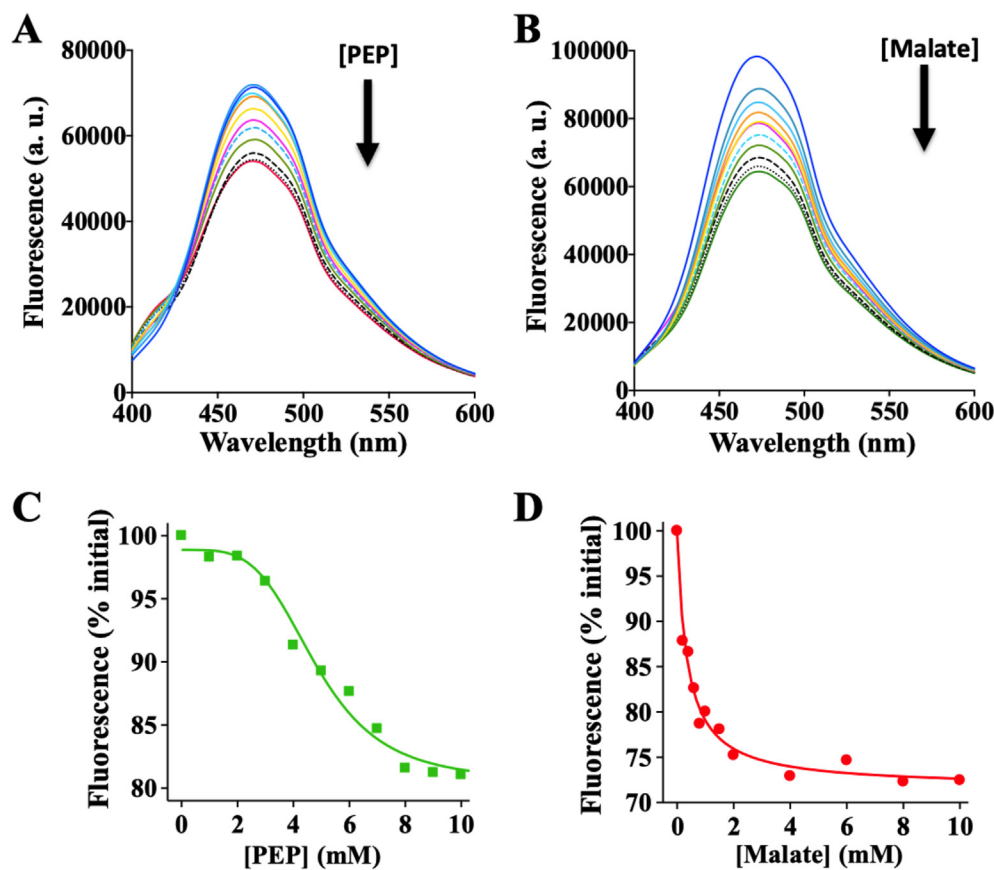 A
[PEP]
Fluorescence (a. u.)
80000
60000
40000
20000
0
400 450 500 550 600
Wavelength (nm)
B
[Malate]
Fluorescence (a. u.)
100000
80000
60000
40000
20000
0
400 450 500 550 600
Wavelength (nm)
C
Fluorescence (% initial)
100
95
90
85
80
0 2 4 6 8 10
[PEP] (mM)
D
Fluorescence (% initial)
100
95
90
85
80
75
70
0 2 4 6 8 10
[Malate] (mM)